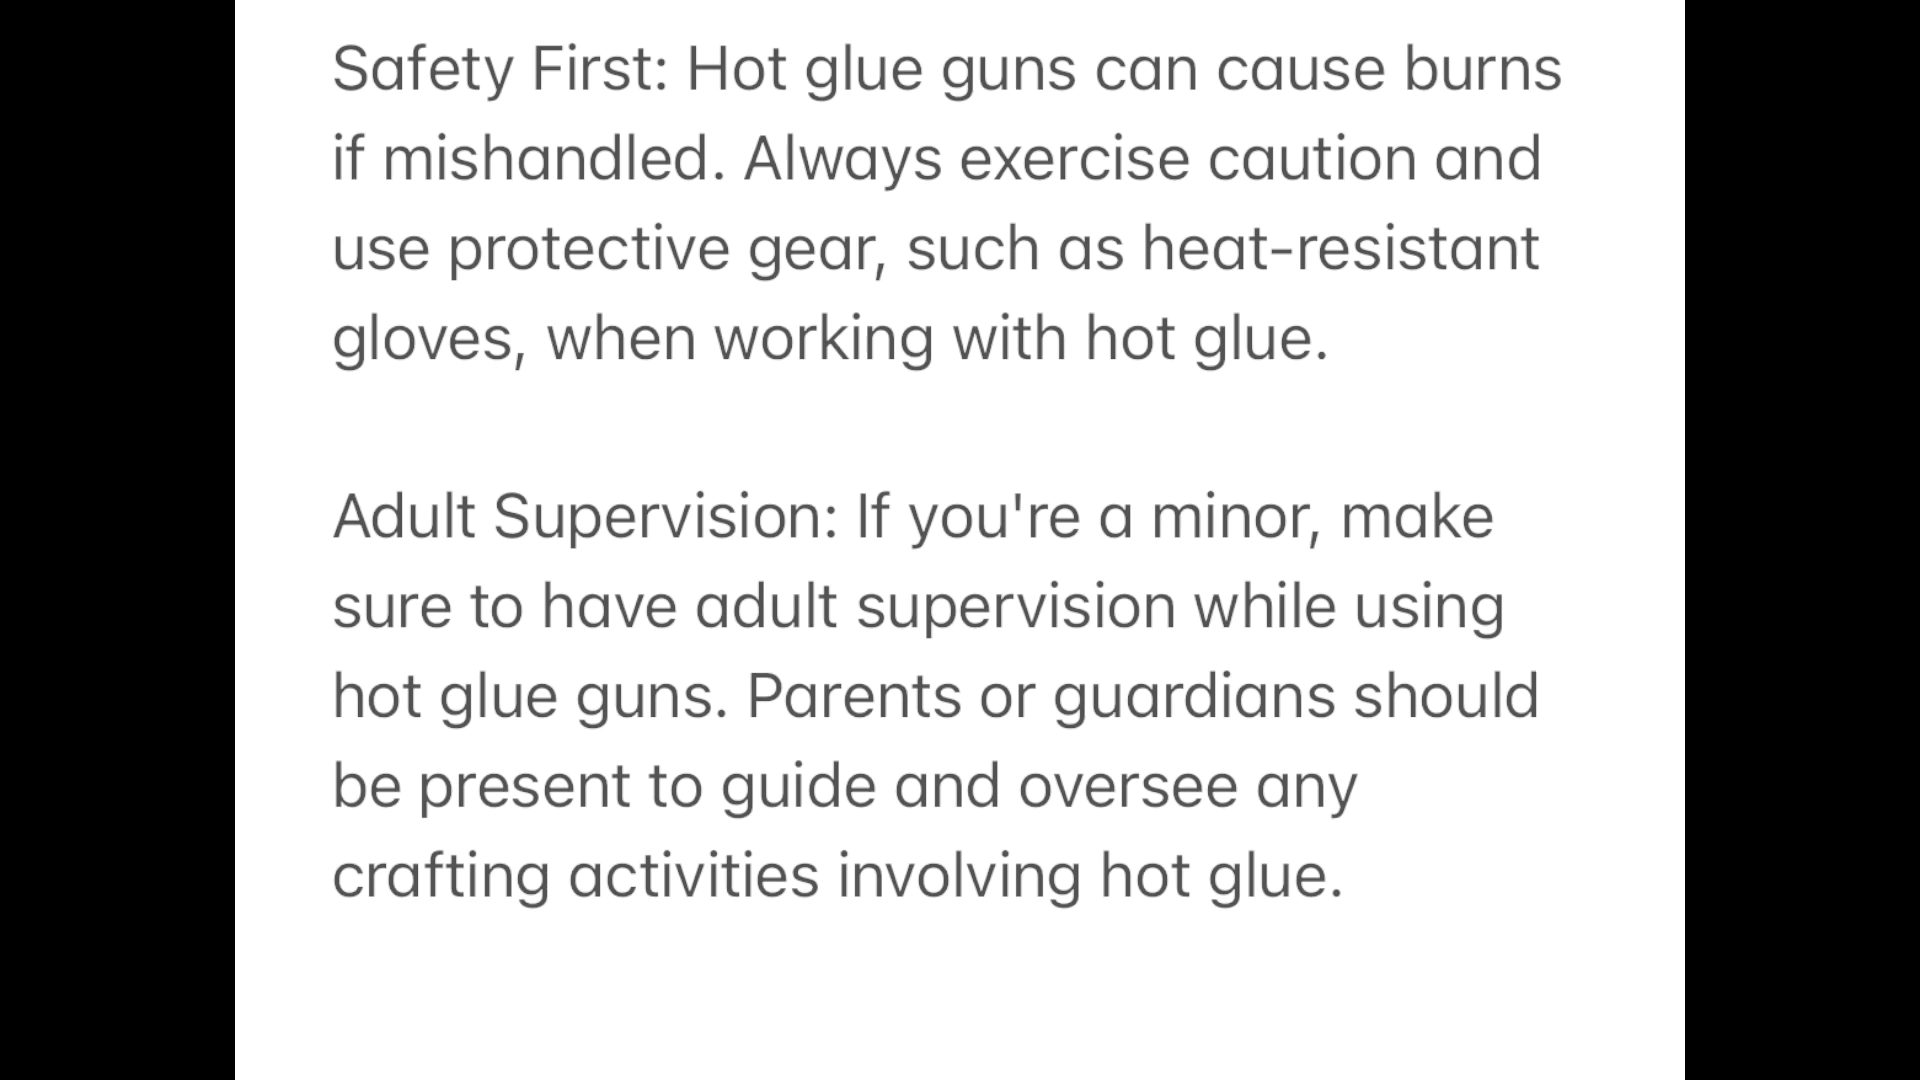 Safety First: Hot glue guns can cause burns
if mishandled. Always exercise caution and
use protective gear, such as heat-resistant
gloves, when working with hot glue.
Adult Supervision: If you're a minor, make
sure to have adult supervision while using
hot glue guns. Parents or guardians should
be present to guide and oversee any
crafting activities involving hot glue.